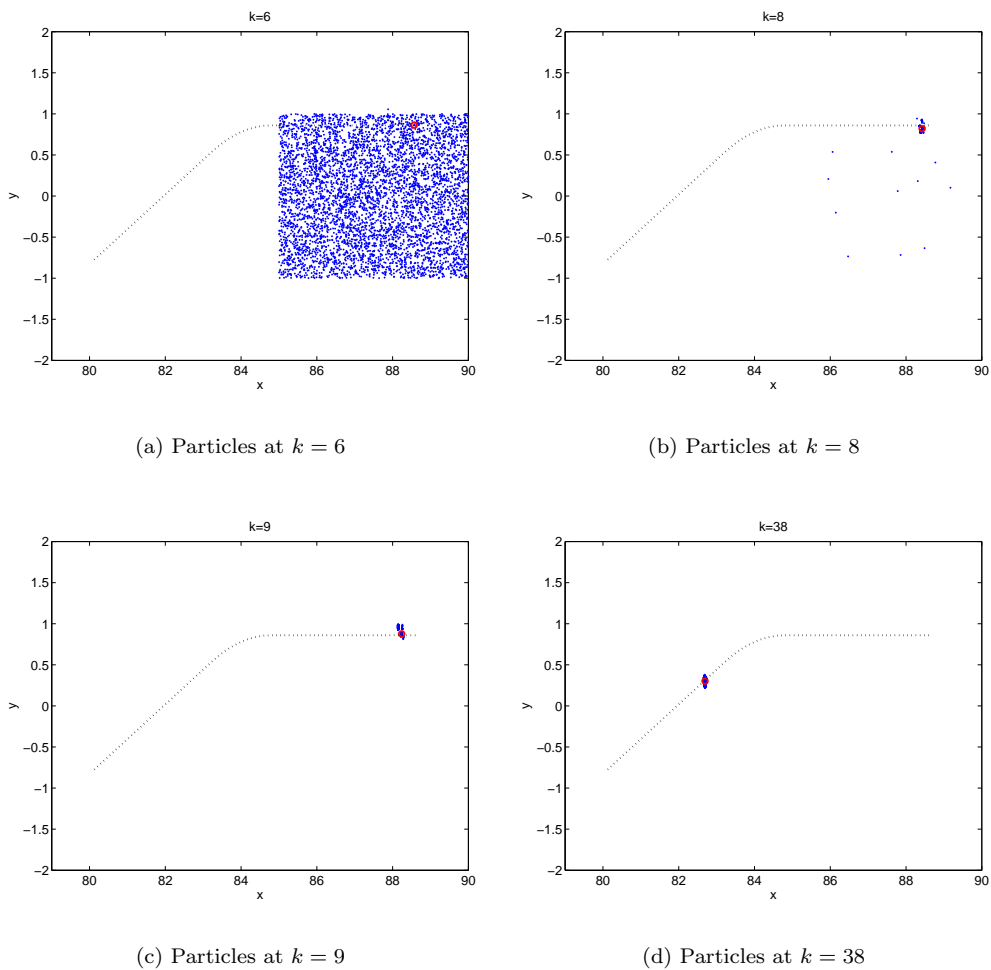 k=6
2
1.5
1
0.5
0
−0.5
−1
−1.5
−2
80 82 84 86 88 90
x
y
(a) Particles at k = 6
k=8
2
1.5
1
0.5
0
−0.5
−1
−1.5
−2
80 82 84 86 88 90
x
y
(b) Particles at k = 8
k=9
2
1.5
1
0.5
0
−0.5
−1
−1.5
−2
80 82 84 86 88 90
x
y
(c) Particles at k = 9
k=38
2
1.5
1
0.5
0
−0.5
−1
−1.5
−2
80 82 84 86 88 90
x
y
(d) Particles at k = 38